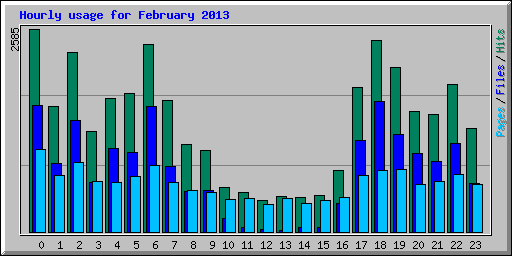 Hourly usage for February 2013
2585
Pages / Files / Hits
0 1 2 3 4 5 6 7 8 9 10 11 12 13 14 15 16 17 18 19 20 21 22 23